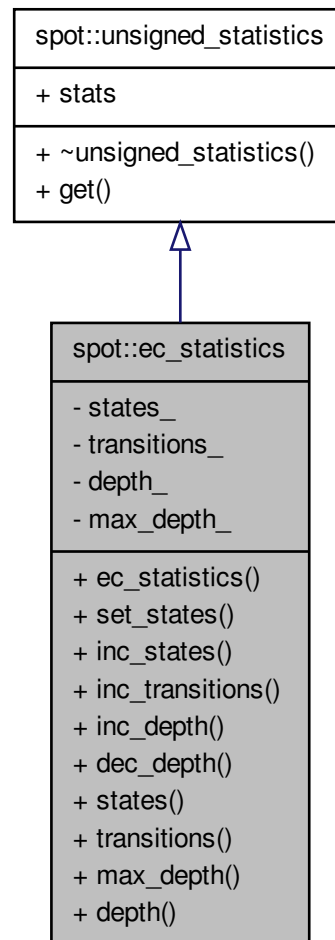 spot::unsigned_statistics
+ stats
+ ~unsigned_statistics()
+ get()
spot::ec_statistics
- states_
- transitions_
- depth_
- max_depth_
+ ec_statistics()
+ set_states()
+ inc_states()
+ inc_transitions()
+ inc_depth()
+ dec_depth()
+ states()
+ transitions()
+ max_depth()
+ depth()